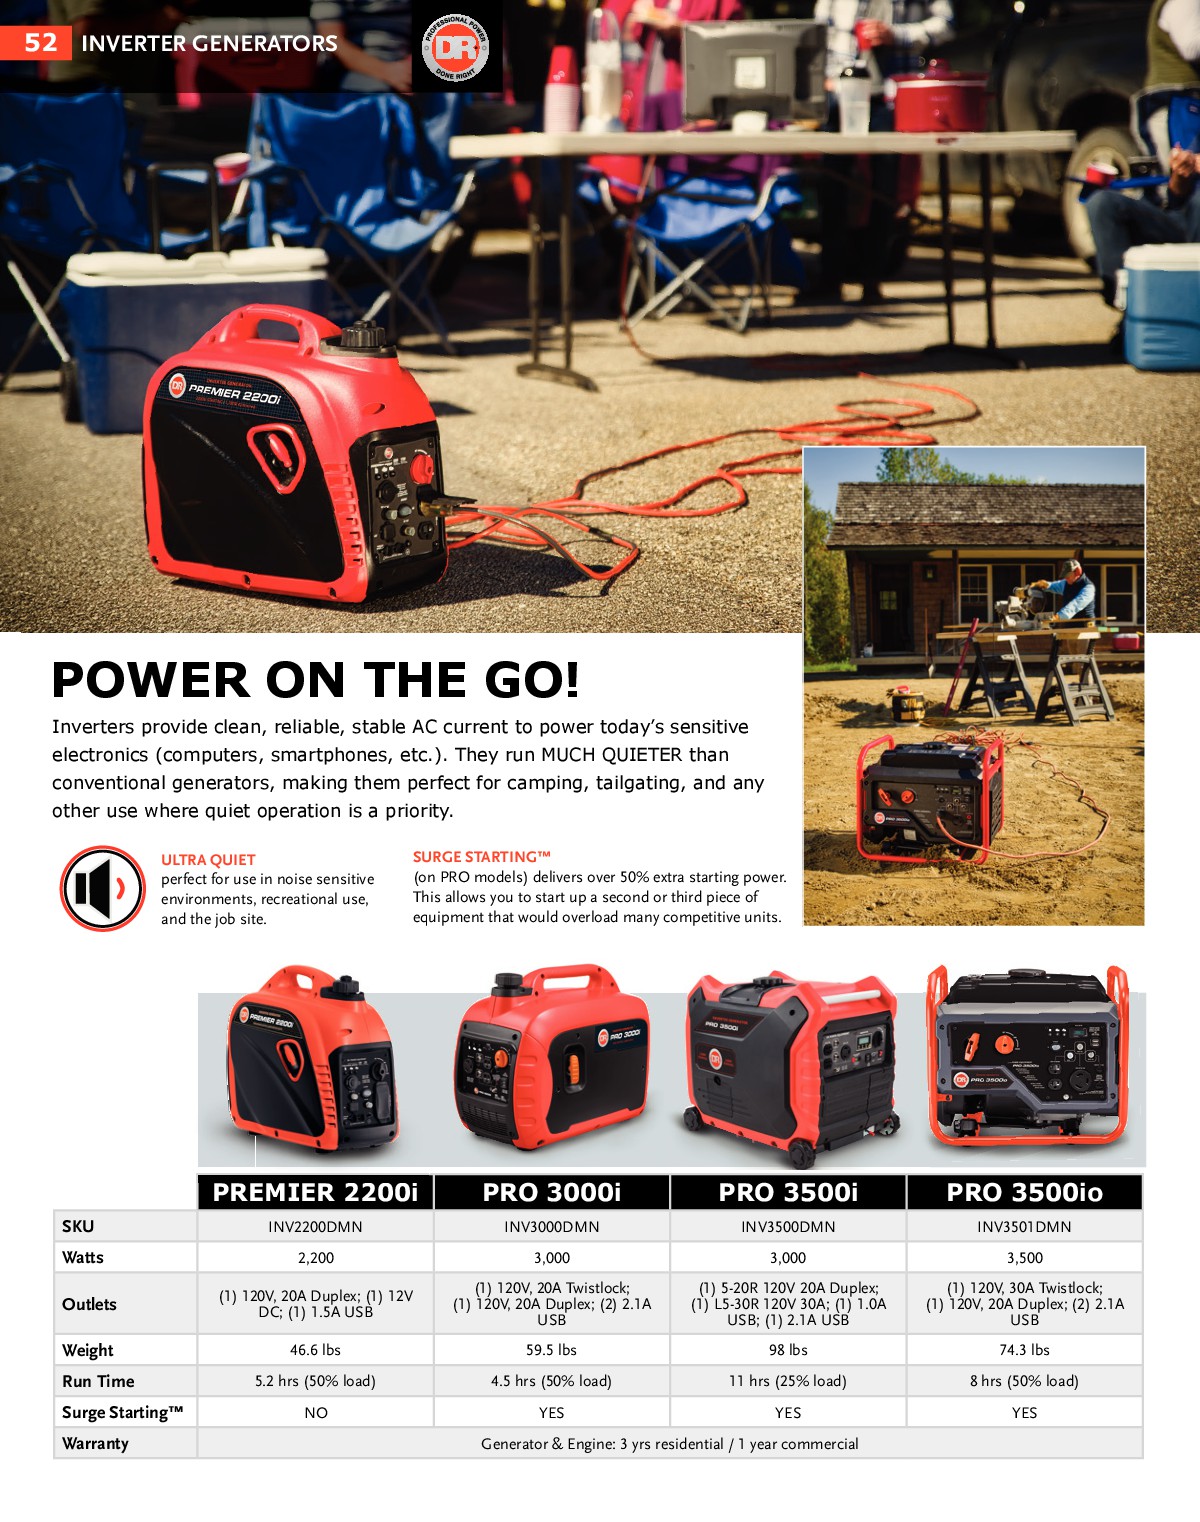 52 INVERTER GENERATORS
PROFESSIONAL POWER
DR
DONE RIGHT
DR PREMIER 2200i
POWER ON THE GO!
Inverters provide clean, reliable, stable AC current to power today's sensitive
electronics (computers, smartphones, etc.). They run MUCH QUIETER than
conventional generators, making them perfect for camping, tailgating, and any
other use where quiet operation is a priority.
ULTRA QUIET
perfect for use in noise sensitive
environments, recreational use,
and the job site.
SURGE STARTING™
(on PRO models) delivers over 50% extra starting power.
This allows you to start up a second or third piece of
equipment that would overload many competitive units.
DR PREMIER 2200i
DR PRO 3000i
PRO 3500i
DR
PRO 3500io
DR PRO 3500io
PREMIER 2200i PRO 3000i PRO 3500i PRO 3500io
SKU INV2200DMN INV3000DMN INV3500DMN INV3501DMN
Watts 2,200 3,000 3,000 3,500
Outlets (1) 120V, 20A Duplex; (1) 12V
DC; (1) 1.5A USB
(1) 120V, 20A Twistlock;
(1) 120V, 20A Duplex; (2) 2.1A
USB
(1) 5-20R 120V 20A Duplex;
(1) L5-30R 120V 30A; (1) 1.0A
USB; (1) 2.1A USB
(1) 120V, 30A Twistlock;
(1) 120V, 20A Duplex; (2) 2.1A
USB
Weight 46.6 lbs 59.5 lbs 98 lbs 74.3 lbs
Run Time 5.2 hrs (50% load) 4.5 hrs (50% load) 11 hrs (25% load) 8 hrs (50% load)
Surge Starting™ NO YES YES YES
Warranty Generator & Engine: 3 yrs residential / 1 year commercial